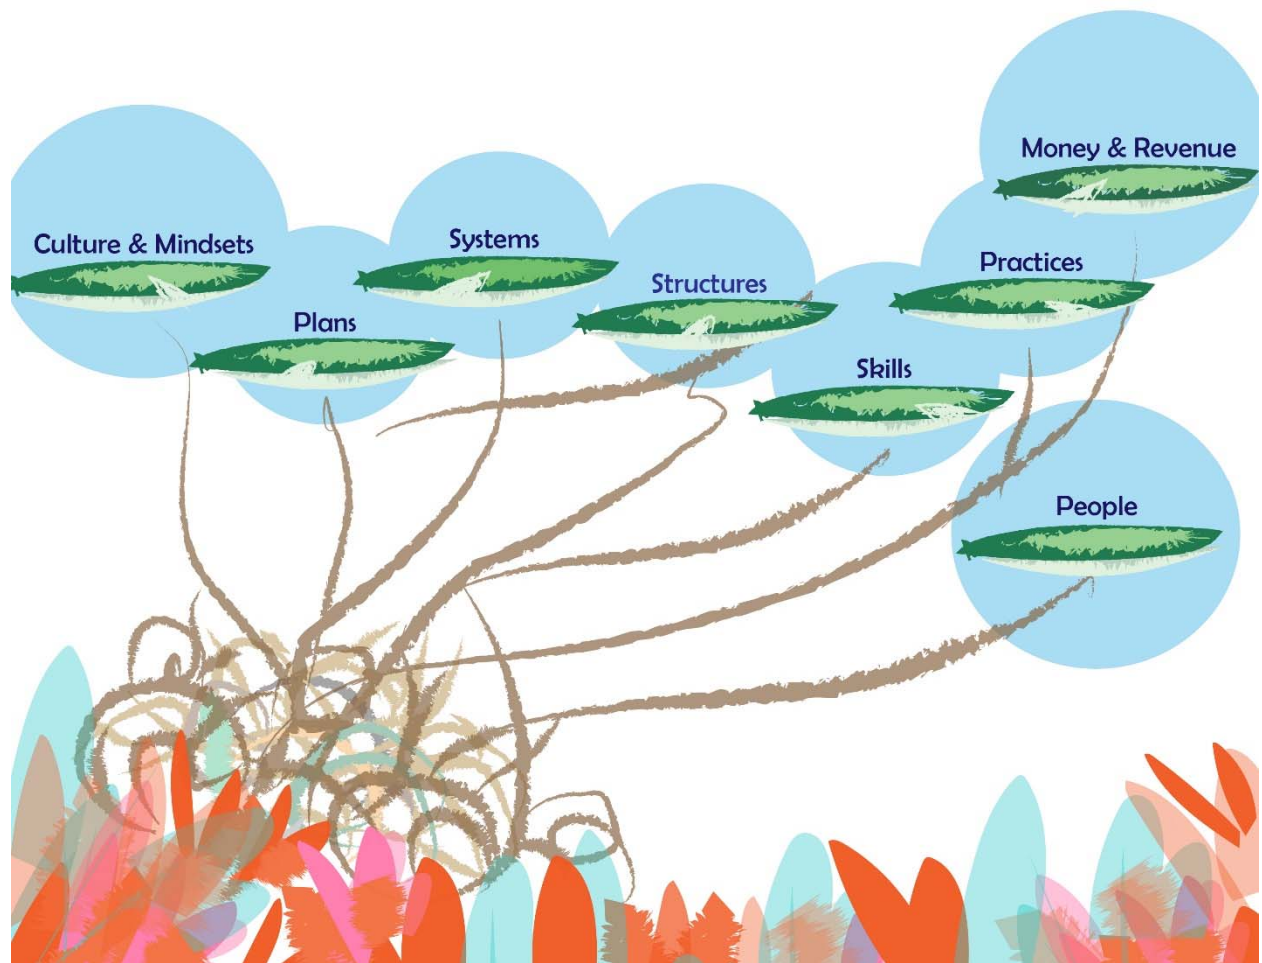 Money & Revenue
Culture & Mindsets
Systems
Structures
Practices
Plans
Skills
People